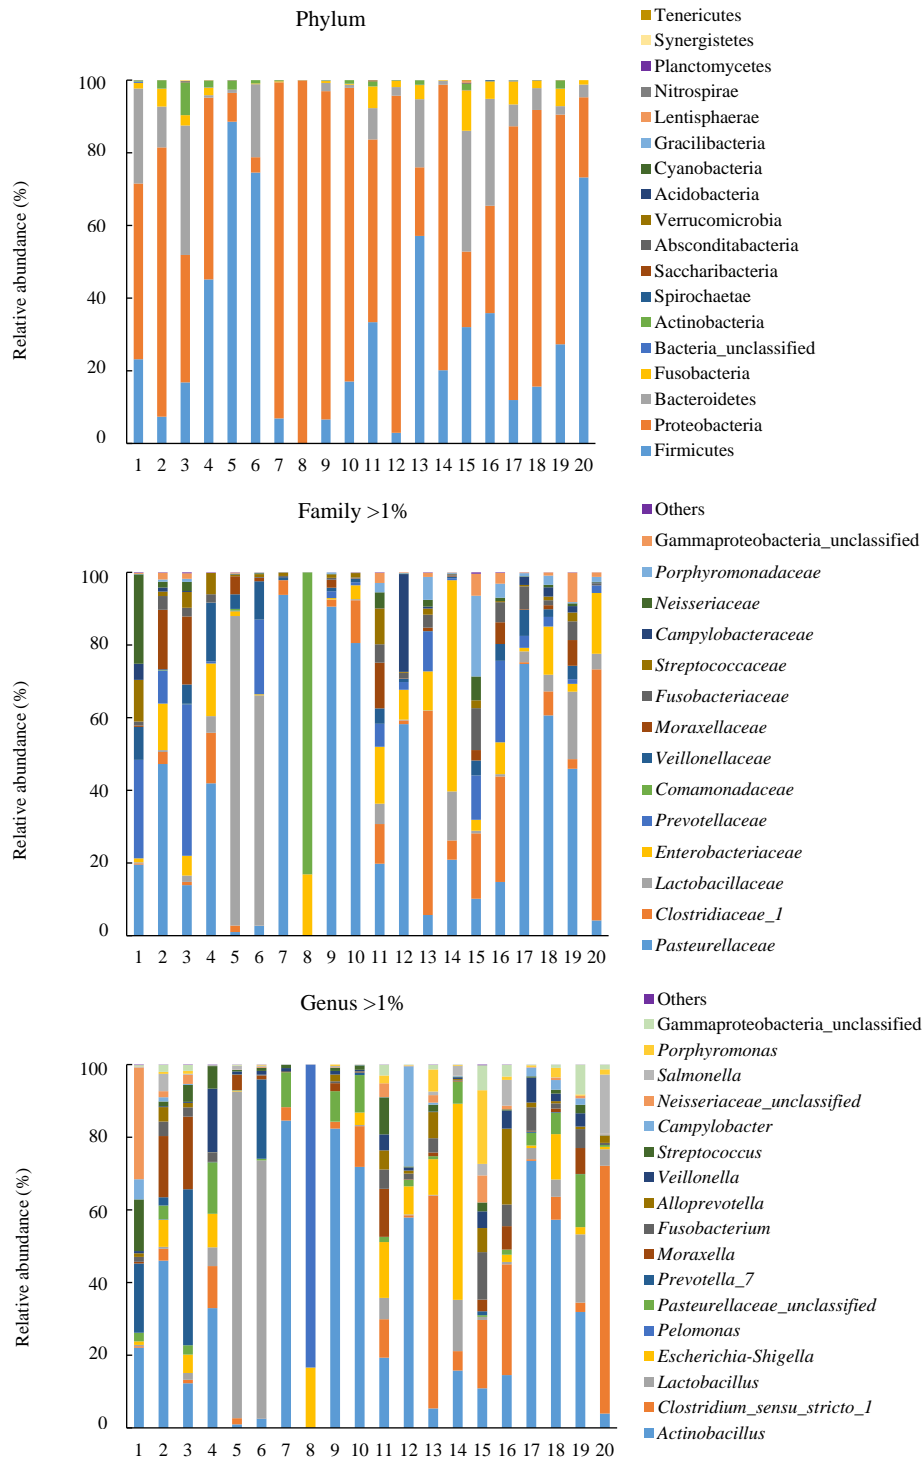 Phylum
Relative abundance (%)
100
80
60
40
20
0
1 2 3 4 5 6 7 8 9 10 11 12 13 14 15 16 17 18 19 20
Tenericutes
Synergistetes
Planctomycetes
Nitrospirae
Lentisphaerae
Gracilibacteria
Cyanobacteria
Acidobacteria
Verrucomicrobia
Absconditabacteria
Saccharibacteria
Spirochaetae
Actinobacteria
Bacteria_unclassified
Fusobacteria
Bacteroidetes
Proteobacteria
Firmicutes
Family >1%
Relative abundance (%)
100
80
60
40
20
0
1 2 3 4 5 6 7 8 9 10 11 12 13 14 15 16 17 18 19 20
Others
Gammaproteobacteria_unclassified
Porphyromonadaceae
Neisseriaceae
Campylobacteraceae
Streptococcaceae
Fusobacteriaceae
Moraxellaceae
Veillonellaceae
Comamonadaceae
Prevotellaceae
Enterobacteriaceae
Lactobacillaceae
Clostridiaceae_1
Pasteurellaceae
Genus >1%
Relative abundance (%)
100
80
60
40
20
0
1 2 3 4 5 6 7 8 9 10 11 12 13 14 15 16 17 18 19 20
Others
Gammaproteobacteria_unclassified
Porphyromonas
Salmonella
Neisseriaceae_unclassified
Campylobacter
Streptococcus
Veillonella
Alloprevotella
Fusobacterium
Moraxella
Prevotella_7
Pasteurellaceae_unclassified
Pelomonas
Escherichia-Shigella
Lactobacillus
Clostridium_sensu_stricto_1
Actinobacillus